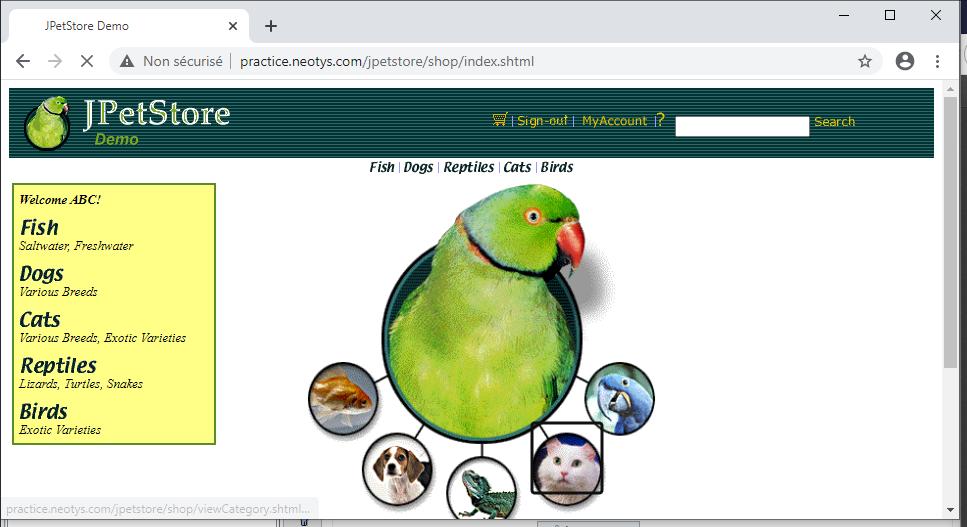 JPetStore Demo
Non sécurisé | practice.neotys.com/jpetstore/shop/index.shtml
JPetStore
Demo
| Sign-out | MyAccount | ? Search
Fish | Dogs | Reptiles | Cats | Birds
Welcome ABC!
Fish
Saltwater, Freshwater
Dogs
Various Breeds
Cats
Various Breeds, Exotic Varieties
Reptiles
Lizards, Turtles, Snakes
Birds
Exotic Varieties
practice.neotys.com/jpetstore/shop/viewCategory.shtml...